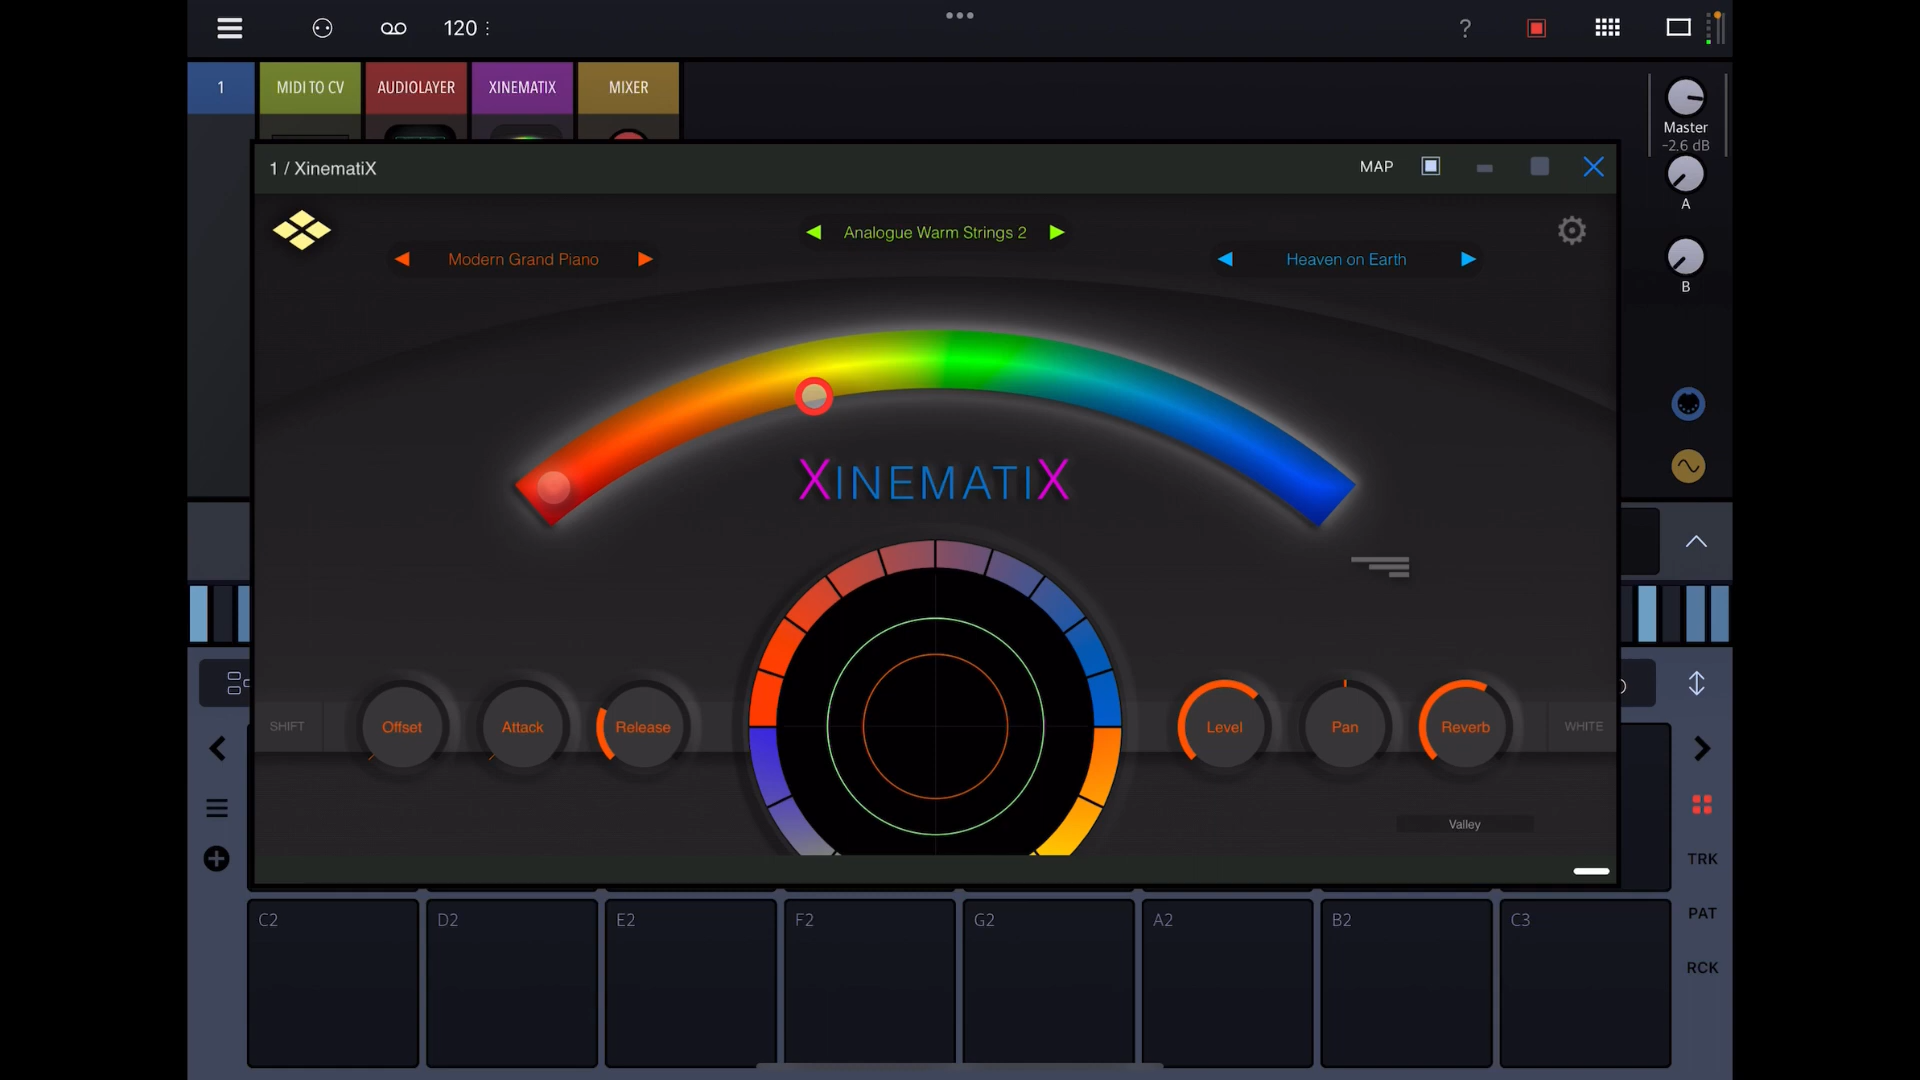 120
?
1
MIDI TO CV
AUDIOLAYER
XINEMATIX
MIXER
Master
-2.6 dB
A
B
1 / XinematiX
MAP
Analogue Warm Strings 2
Modern Grand Piano
Heaven on Earth
XINEMATIX
SHIFT
Offset
Attack
Release
Level
Pan
Reverb
WHITE
Valley
TRK
PAT
RCK
C2
D2
E2
F2
G2
A2
B2
C3